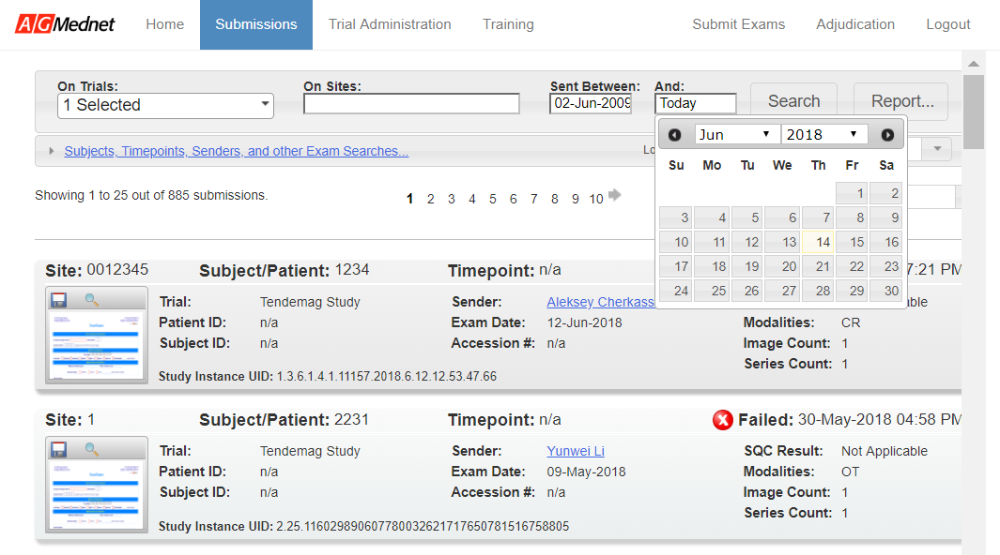 AG Mednet Home Submissions Trial Administration Training Submit Exams Adjudication Logout
On Trials: On Sites: Sent Between: And:
1 Selected 02-Jun-2009 Today Search Report...
Subjects, Timepoints, Senders, and other Exam Searches... Lo
Jun 2018
Su Mo Tu We Th Fr Sa
1 2
3 4 5 6 7 8 9
10 11 12 13 14 15 16
17 18 19 20 21 22 23
24 25 26 27 28 29 30
Showing 1 to 25 out of 885 submissions. 1 2 3 4 5 6 7 8 9 10
Site: 0012345 Subject/Patient: 1234 Timepoint: n/a 7:21 PM
Trial: Tendemag Study Sender: Aleksey Cherkass able
Patient ID: n/a Exam Date: 12-Jun-2018 Modalities: CR
Subject ID: n/a Accession #: n/a Image Count: 1
Series Count: 1
Study Instance UID: 1.3.6.1.4.1.11157.2018.6.12.12.53.47.66
Site: 1 Subject/Patient: 2231 Timepoint: n/a Failed: 30-May-2018 04:58 PM
Trial: Tendemag Study Sender: Yunwei Li SQC Result: Not Applicable
Patient ID: n/a Exam Date: 09-May-2018 Modalities: OT
Subject ID: n/a Accession #: n/a Image Count: 1
Series Count: 1
Study Instance UID: 2.25.116029890607780032621717650781516758805